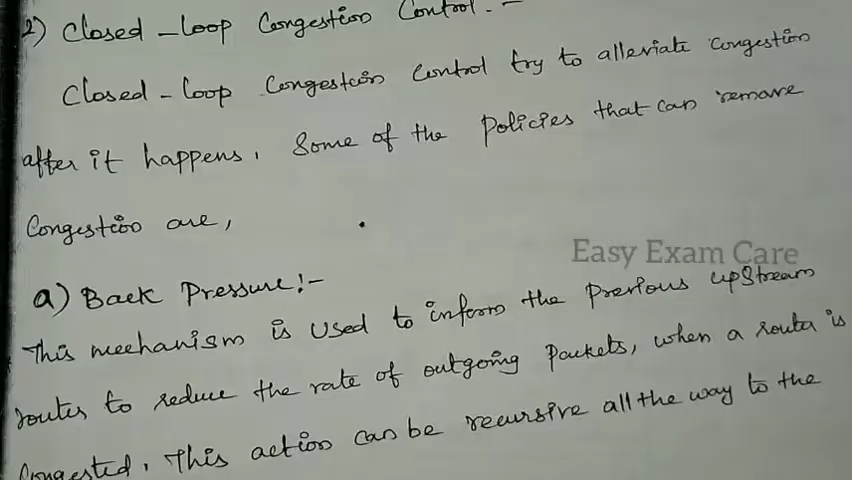 2) Closed-loop Congestion Control:-
Closed-loop Congestion control try to alleviate congestion
after it happens. Some of the policies that can remove
Congestion are,
Easy Exam Care
a) Back Pressure:-
This mechanism is used to inform the previous upstream
router to reduce the rate of outgoing packets, when a router is
Congested. This action can be recursive all the way to the